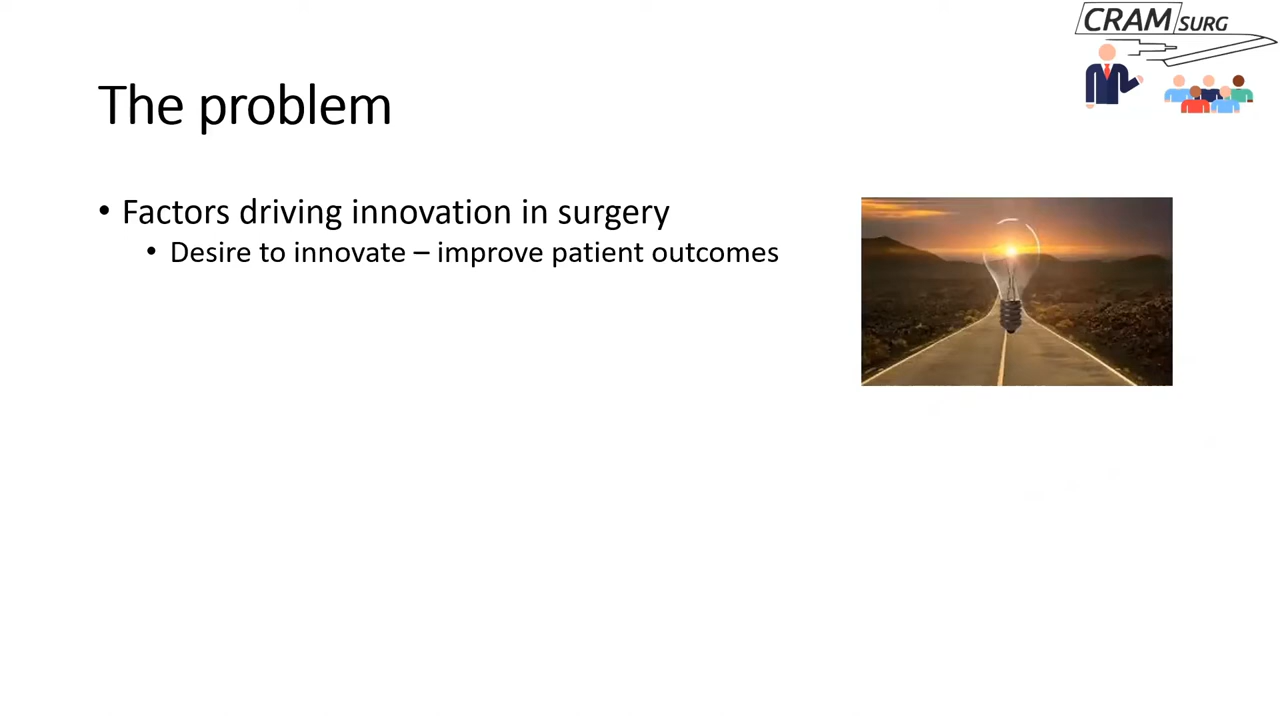 CRAM SURG
The problem
• Factors driving innovation in surgery
• Desire to innovate – improve patient outcomes